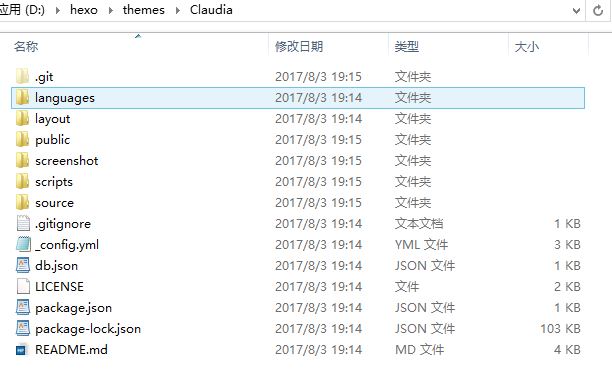 应用 (D:) › hexo › themes › Claudia
名称 修改日期 类型 大小
.git 2017/8/3 19:15 文件夹
languages 2017/8/3 19:14 文件夹
layout 2017/8/3 19:14 文件夹
public 2017/8/3 19:15 文件夹
screenshot 2017/8/3 19:15 文件夹
scripts 2017/8/3 19:15 文件夹
source 2017/8/3 19:15 文件夹
.gitignore 2017/8/3 19:14 文本文档 1 KB
_config.yml 2017/8/3 19:14 YML 文件 3 KB
db.json 2017/8/3 19:14 JSON 文件 1 KB
LICENSE 2017/8/3 19:14 文件 2 KB
package.json 2017/8/3 19:14 JSON 文件 1 KB
package-lock.json 2017/8/3 19:14 JSON 文件 103 KB
README.md 2017/8/3 19:14 MD 文件 4 KB